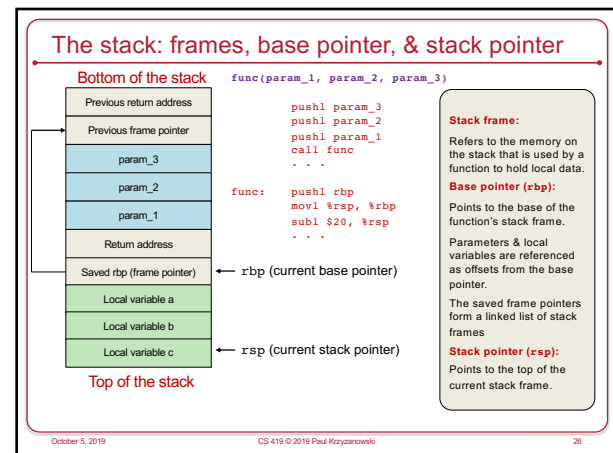 The stack: frames, base pointer, & stack pointer
Bottom of the stack
Previous return address
Previous frame pointer
param_3
param_2
param_1
Return address
Saved rbp (frame pointer)
Local variable a
Local variable b
Local variable c
Top of the stack
func(param_1, param_2, param_3)
pushl param_3
pushl param_2
pushl param_1
call func
. . .
func: pushl rbp
movl %rsp, %rbp
subl $20, %rsp
. . .
rbp (current base pointer)
rsp (current stack pointer)
Stack frame:
Refers to the memory on
the stack that is used by a
function to hold local data.
Base pointer (rbp):
Points to the base of the
function's stack frame.
Parameters & local
variables are referenced
as offsets from the base
pointer.
The saved frame pointers
form a linked list of stack
frames
Stack pointer (rsp):
Points to the top of the
current stack frame.
October 5, 2019
CS 419 © 2019 Paul Krzyzanowski
26